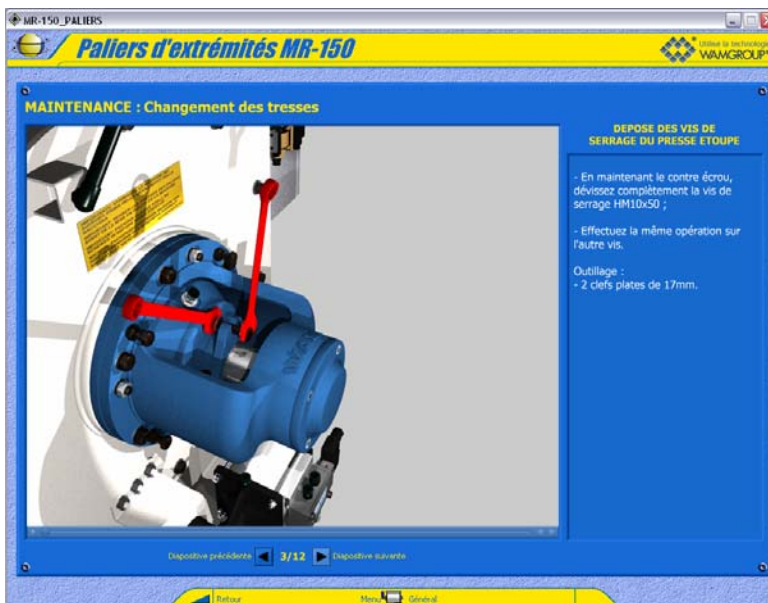 MR-150_PALIERS
Paliers d'extrémités MR-150
Utilise la technologie
WAMGROUP
MAINTENANCE : Changement des tresses
DEPOSE DES VIS DE
SERRAGE DU PRESSE ETOUPE
- En maintenant le contre écrou,
dévissez complètement la vis de
serrage HM10x50 ;
- Effectuez la même opération sur
l'autre vis.
Outillage :
- 2 clefs plates de 17mm.
Diapositive précédente 3/12 Diapositive suivante
Retour Menu Général